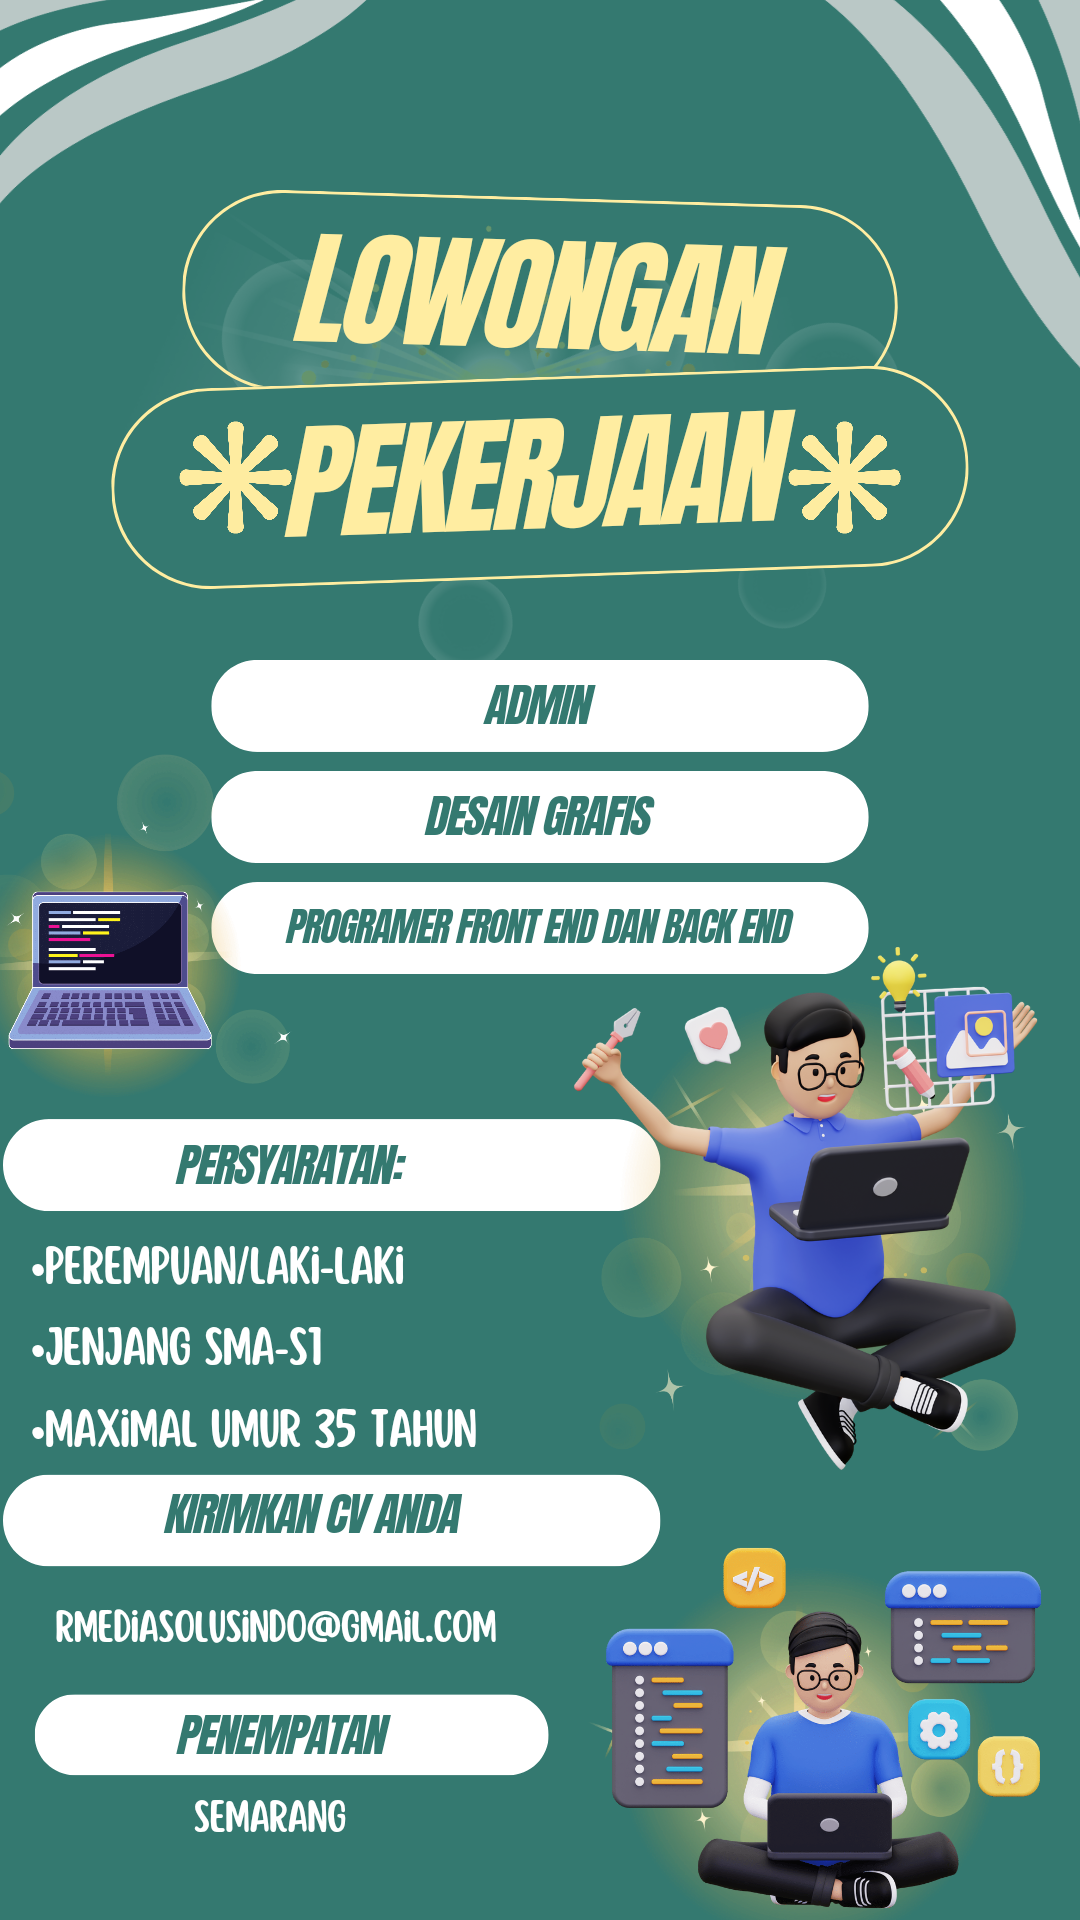 LOWONGAN
PEKERJAAN
ADMIN
DESAIN GRAFIS
PROGRAMER FRONT END DAN BACK END
PERSYARATAN:
•PEREMPUAN/LAKi-LAKi
•JENJANG SMA-S1
•MAXiMAL UMUR 35 TAHUN
KIRIMKAN CV ANDA
RMEDiASOLUSiNDO@GMAiL.COM
PENEMPATAN
SEMARANG